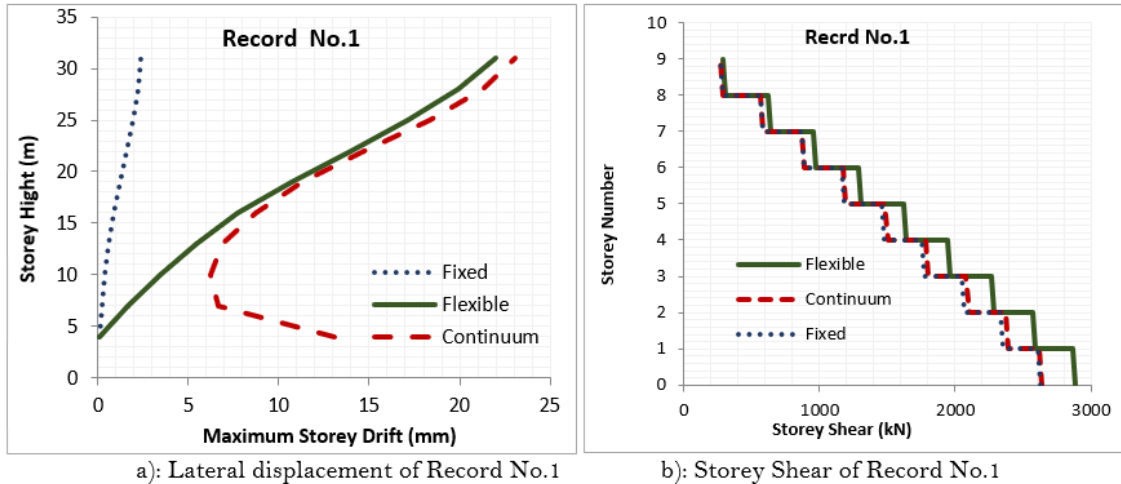 Record No.1
35
30
25
20
15
10
5
0
Storey Hight (m)
Fixed
Flexible
Continuum
0 5 10 15 20 25
Maximum Storey Drift (mm)
a): Lateral displacement of Record No.1
Recrd No.1
10
9
8
7
6
5
4
3
2
1
0
Storey Number
Flexible
Continuum
Fixed
0 1000 2000 3000
Storey Shear (kN)
b): Storey Shear of Record No.1